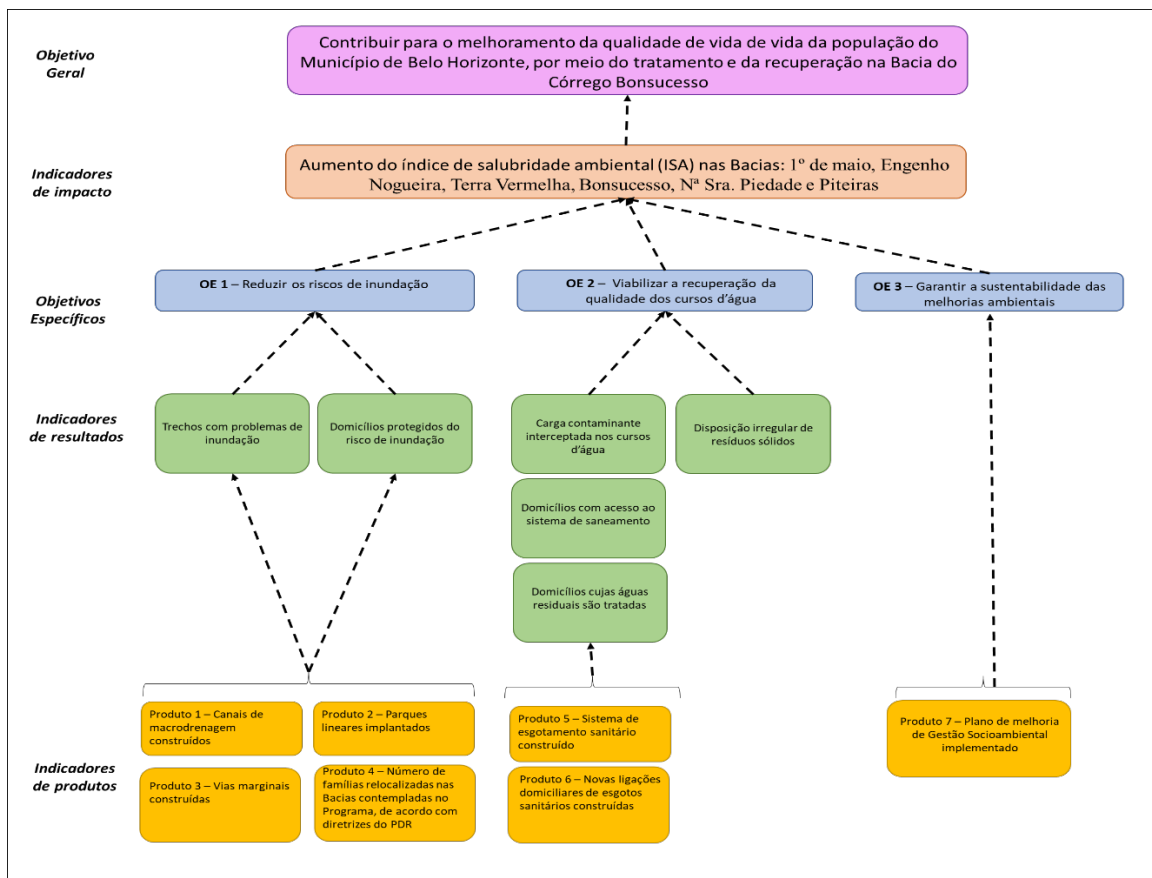 Objetivo
Geral
Contribuir para o melhoramento da qualidade de vida de vida da população do
Município de Belo Horizonte, por meio do tratamento e da recuperação na Bacia do
Córrego Bonsucesso
Indicadores
de impacto
Aumento do índice de salubridade ambiental (ISA) nas Bacias: 1º de maio, Engenho
Nogueira, Terra Vermelha, Bonsucesso, Nª Sra. Piedade e Piteiras
Objetivos
Específicos
OE 1 – Reduzir os riscos de inundação
OE 2 – Viabilizar a recuperação da
qualidade dos cursos d’água
OE 3 – Garantir a sustentabilidade das
melhorias ambientais
Indicadores
de resultados
Trechos com problemas de
inundação
Domicílios protegidos do
risco de inundação
Carga contaminante
interceptada nos cursos
d’água
Disposição irregular de
resíduos sólidos
Domicílios com acesso ao
sistema de saneamento
Domicílios cujas águas
residuais são tratadas
Indicadores
de produtos
Produto 1 – Canais de
macrodrenagem
construídos
Produto 2 – Parques
lineares implantados
Produto 3 – Vias marginais
construídas
Produto 4 – Número de
famílias relocalizadas nas
Bacias contempladas no
Programa, de acordo com
diretrizes do PDR
Produto 5 – Sistema de
esgotamento sanitário
construído
Produto 6 – Novas ligações
domiciliares de esgotos
sanitários construídas
Produto 7 – Plano de melhoria
de Gestão Socioambiental
implementado